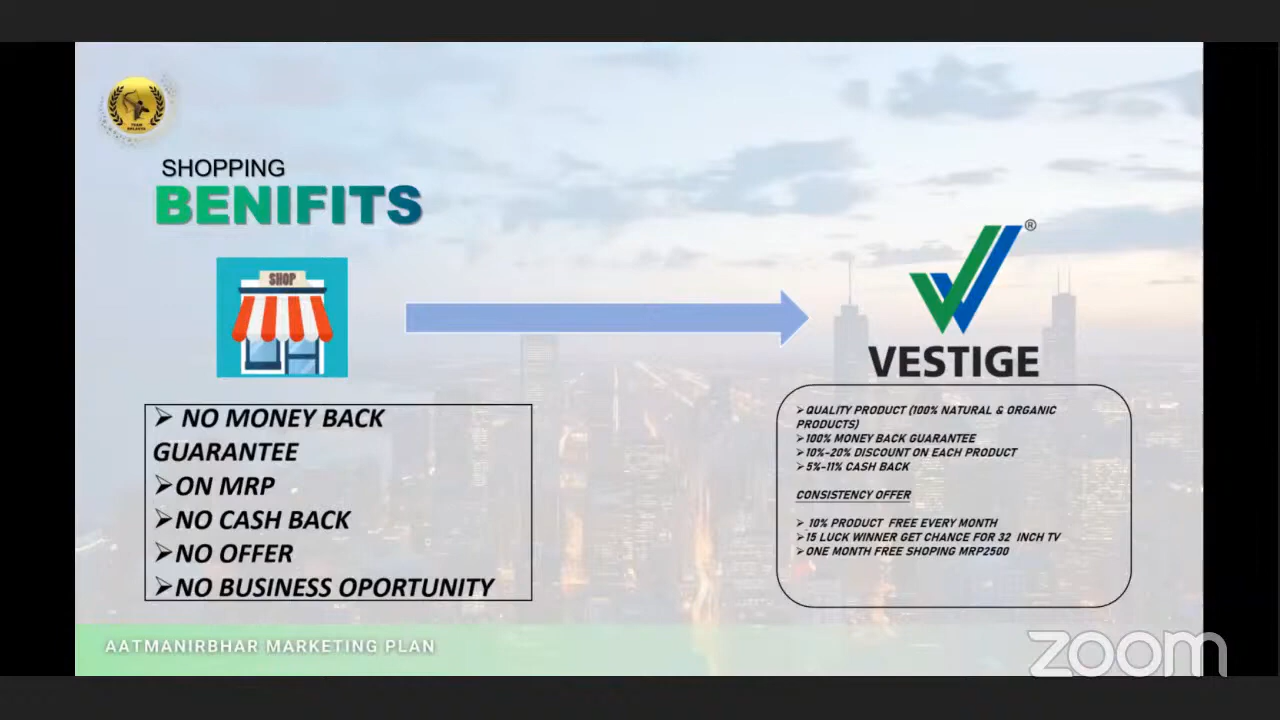 TEAM EKLAVYA
SHOPPING
BENIFITS
SHOP
➢ NO MONEY BACK
GUARANTEE
➢ON MRP
➢NO CASH BACK
➢NO OFFER
➢NO BUSINESS OPORTUNITY
®
VESTIGE
➢QUALITY PRODUCT (100% NATURAL & ORGANIC
PRODUCTS)
➢100% MONEY BACK GUARANTEE
➢10%-20% DISCOUNT ON EACH PRODUCT
➢5%-11% CASH BACK
CONSISTENCY OFFER
➢ 10% PRODUCT FREE EVERY MONTH
➢15 LUCK WINNER GET CHANCE FOR 32 INCH TV
➢ONE MONTH FREE SHOPING MRP2500
AATMANIRBHAR MARKETING PLAN
zoom